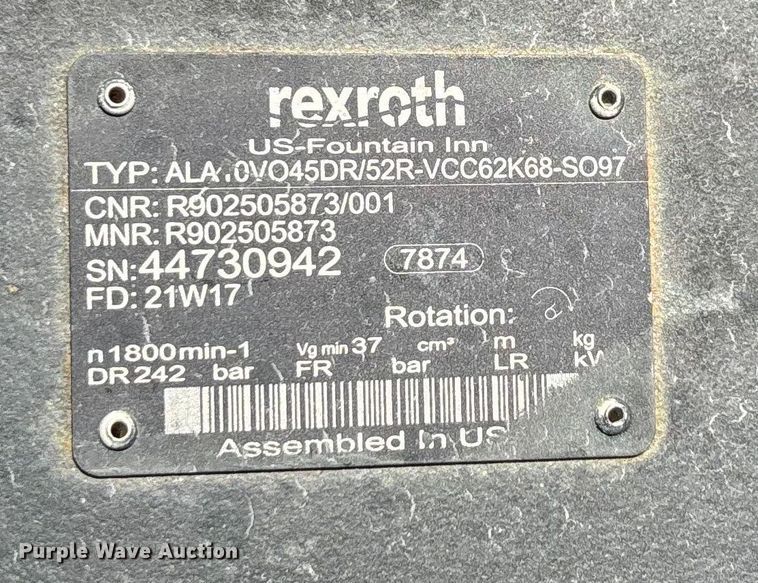 rexroth
US-Fountain Inn
TYP: ALA10VO45DR/52R-VCC62K68-SO97
CNR: R902505873/001
MNR: R902505873
SN: 44730942 7874
FD: 21W17
Rotation:
n 1800 min-1 Vg min 37 cm³ m kg
DR 242 bar FR bar LR kW
Assembled In US
Purple Wave Auction